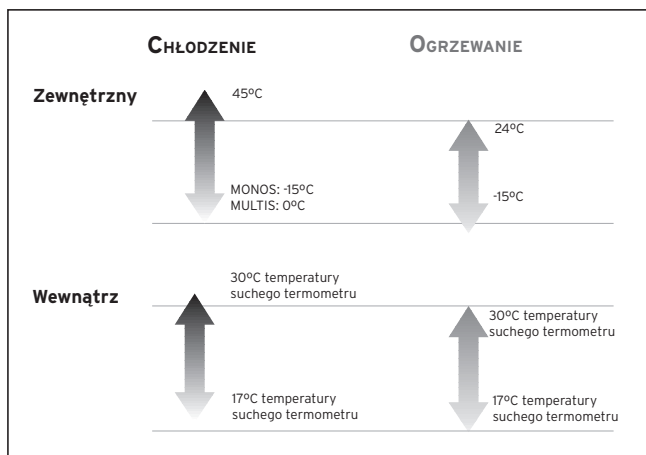 CHŁODZENIE
OGRZEWANIE
Zewnętrzny
45ºC
24ºC
MONOS: -15ºC
MULTIS: 0ºC
-15ºC
Wewnątrz
30ºC temperatury
suchego termometru
30ºC temperatury
suchego termometru
17ºC temperatury
suchego termometru
17ºC temperatury
suchego termometru